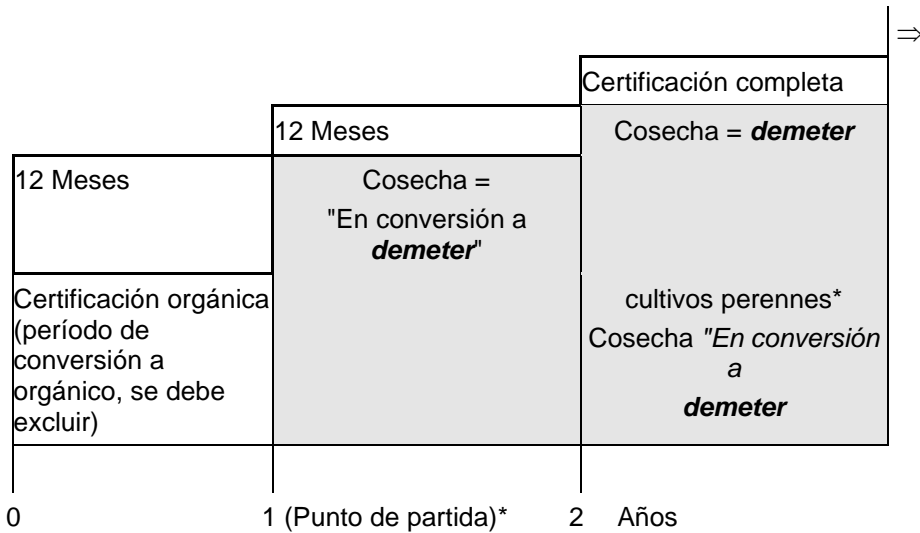 ⇒
Certificación completa
12 Meses
Cosecha = demeter
12 Meses
Cosecha =
"En conversión a
demeter"
Certificación orgánica
(período de
conversión a
orgánico, se debe
excluir)
cultivos perennes*
Cosecha "En conversión
a
demeter
0 1 (Punto de partida)* 2 Años